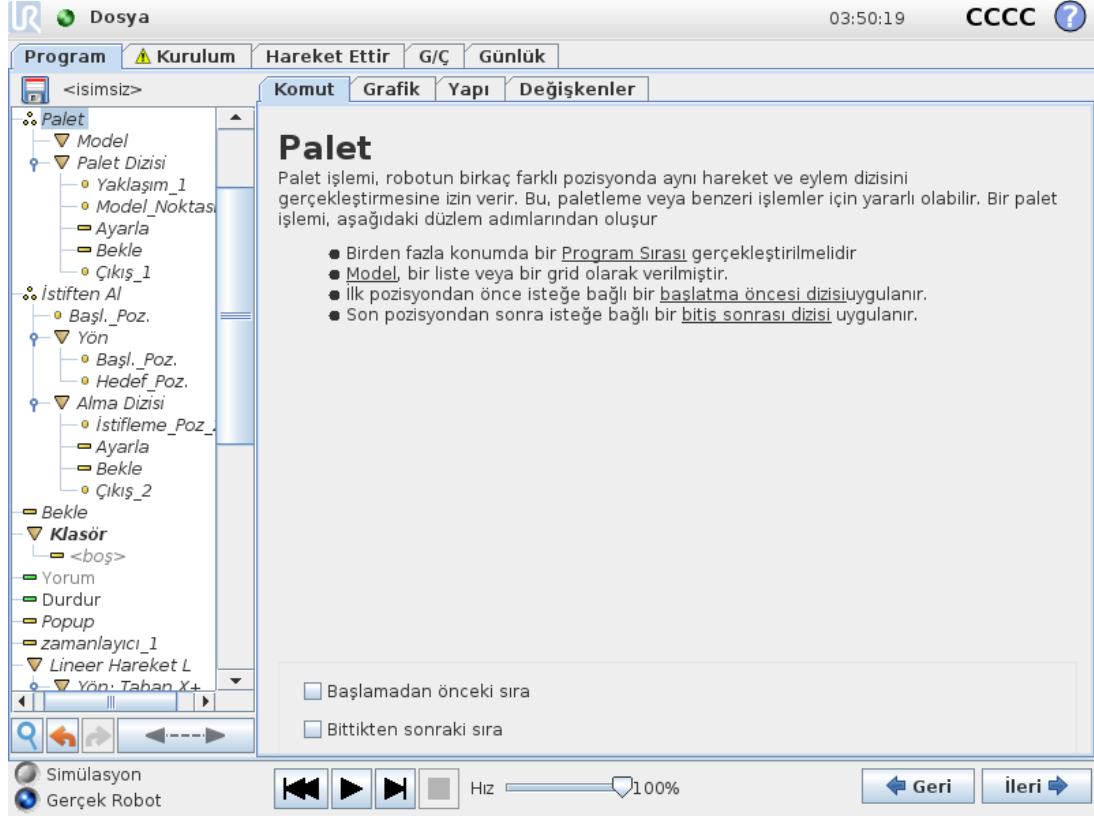 UR Dosya 03:50:19 CCCC ?
Program Kurulum Hareket Ettir G/Ç Günlük
<isimsiz>
Komut Grafik Yapı Değişkenler
Palet
Model
Palet Dizisi
Yaklaşım_1
Model_Noktas
Ayarla
Bekle
Çıkış_1
İstiften Al
Başl._Poz.
Yön
Başl._Poz.
Hedef_Poz.
Alma Dizisi
İstifleme_Poz_
Ayarla
Bekle
Çıkış_2
Bekle
Klasör
<boş>
Yorum
Durdur
Popup
zamanlayıcı_1
Lineer Hareket L
Yön: Taban X+
Palet
Palet işlemi, robotun birkaç farklı pozisyonda aynı hareket ve eylem dizisini
gerçekleştirmesine izin verir. Bu, paletleme veya benzeri işlemler için yararlı olabilir. Bir palet
işlemi, aşağıdaki düzlem adımlarından oluşur
Birden fazla konumda bir Program Sırası gerçekleştirilmelidir
Model, bir liste veya bir grid olarak verilmiştir.
İlk pozisyondan önce isteğe bağlı bir başlatma öncesi dizisiuygulanır.
Son pozisyondan sonra isteğe bağlı bir bitiş sonrası dizisi uygulanır.
Başlamadan önceki sıra
Bittikten sonraki sıra
Simülasyon
Gerçek Robot
Hız 100%
Geri İleri